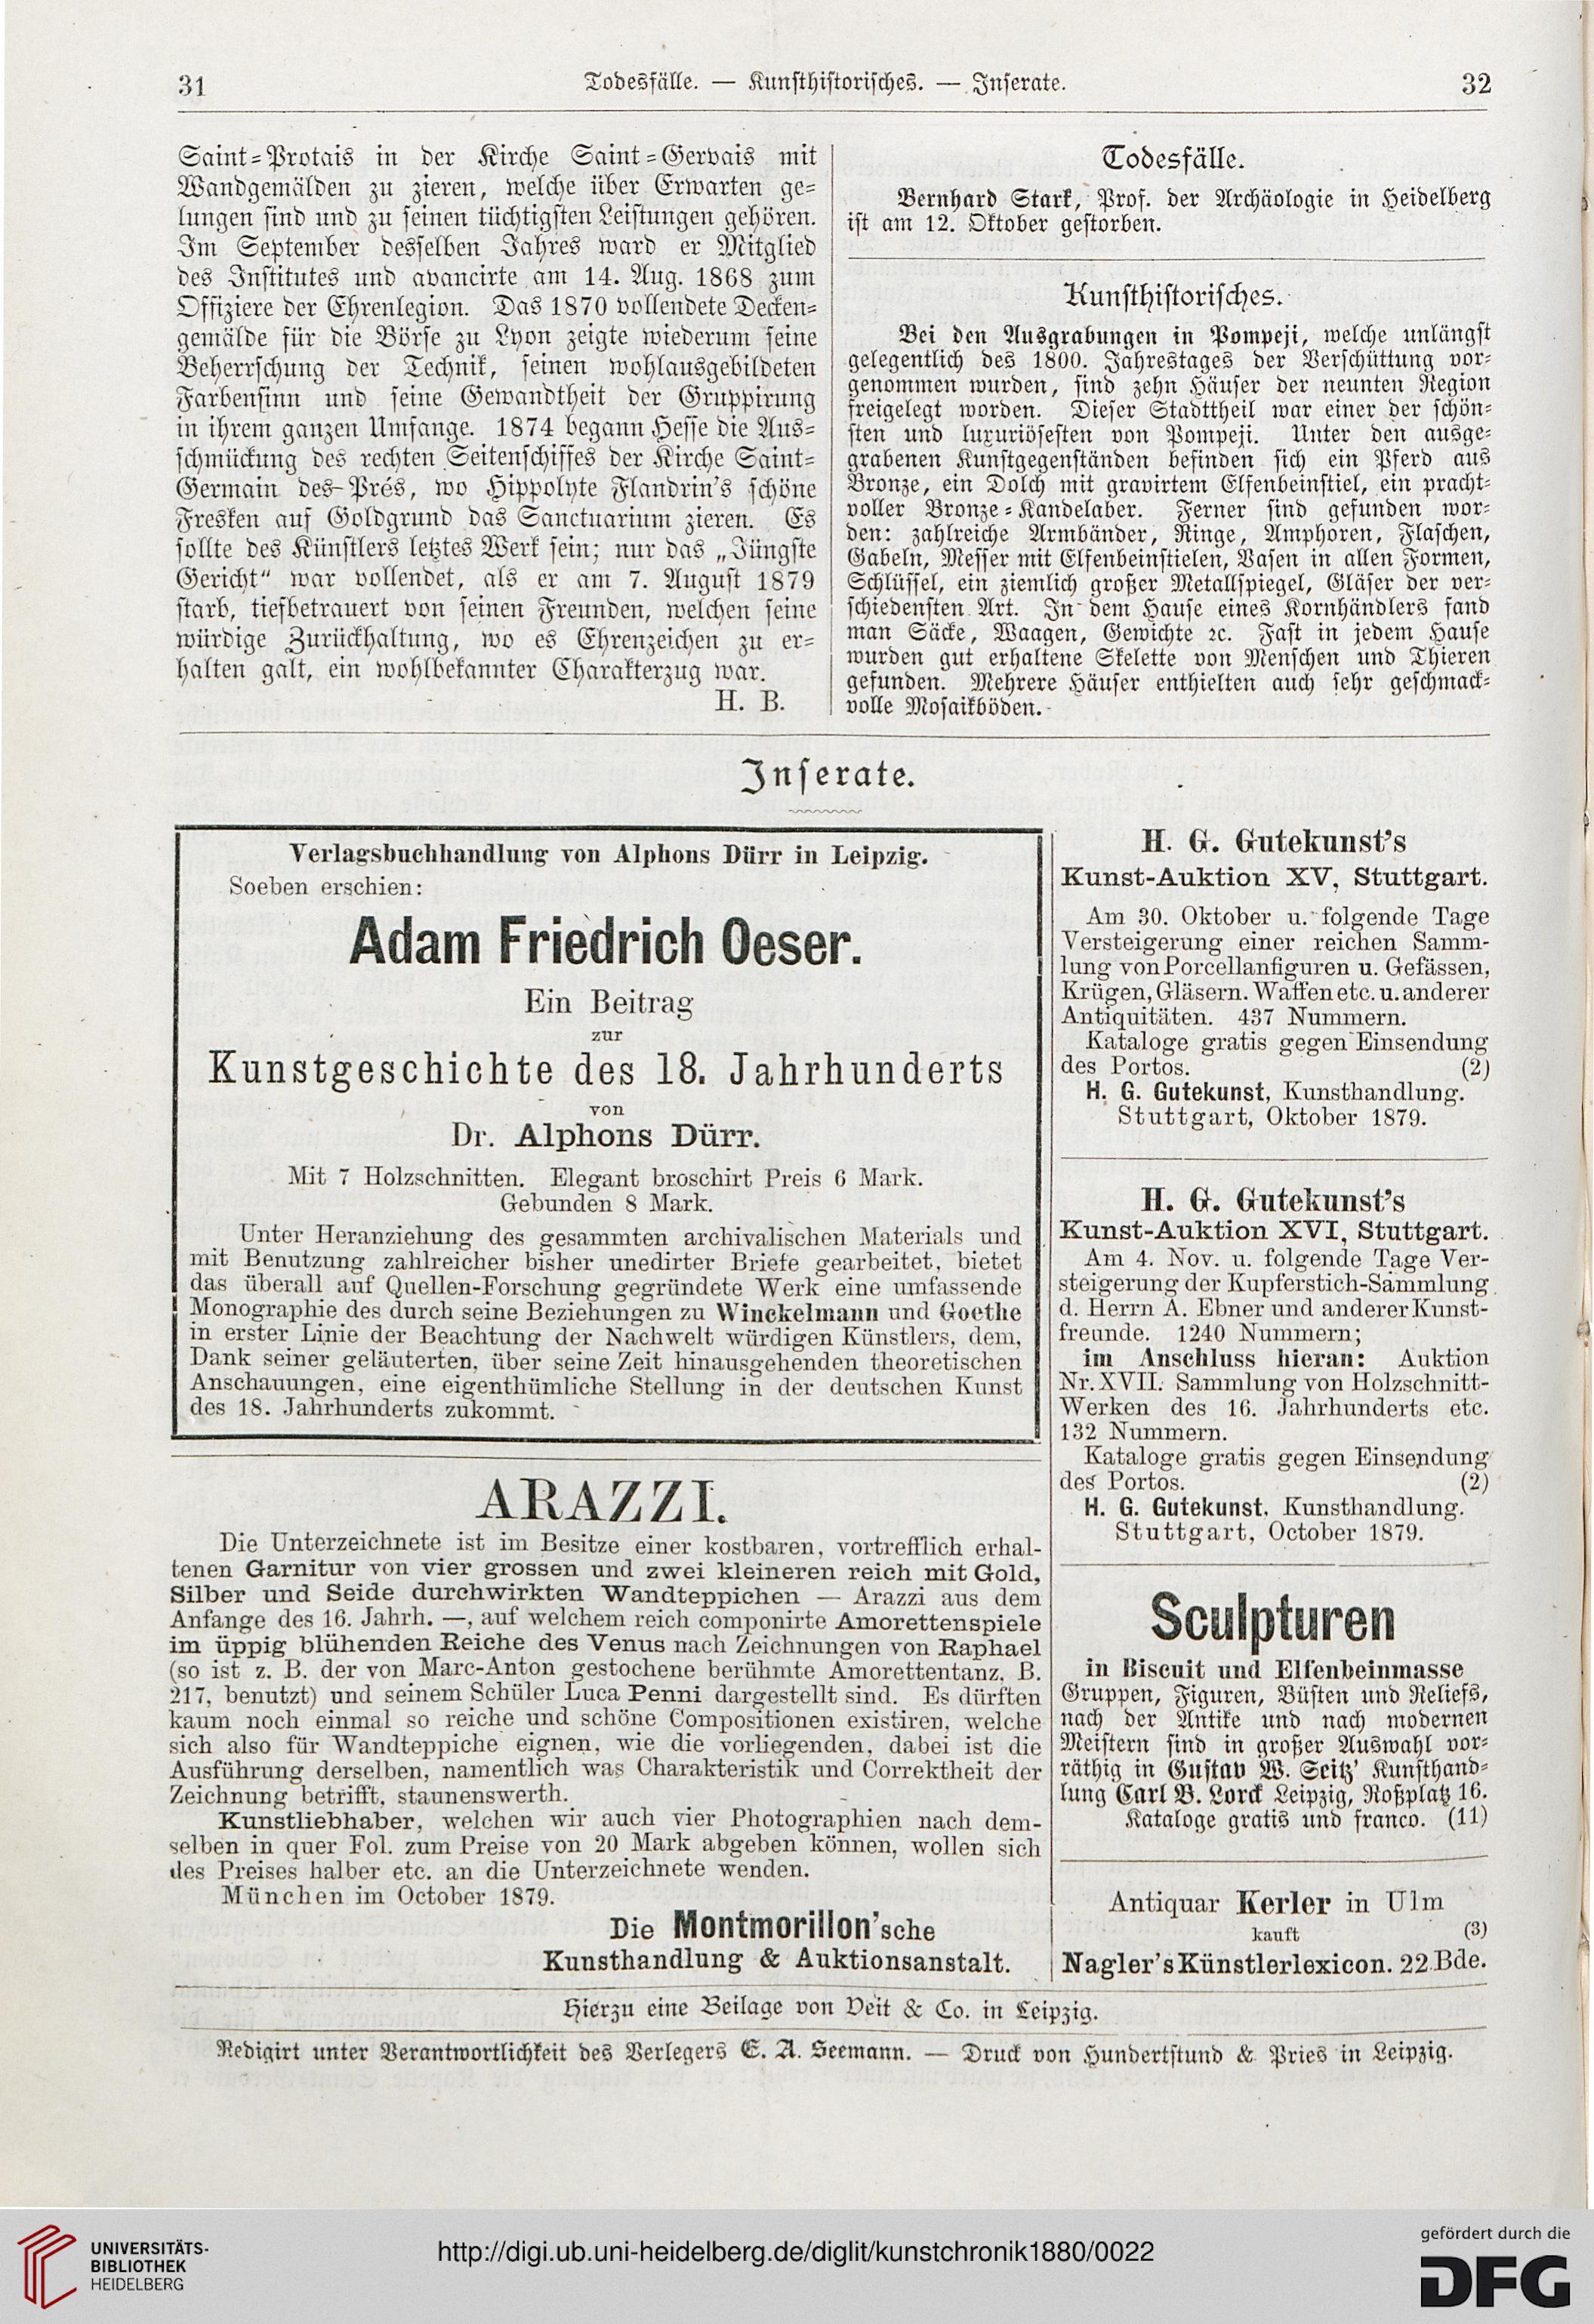 31
Todesfälle. — Kunsthistorisches. — Inserate.
32
Saint-Protais in der Kirche Saint-Gervais mit
Wandgemälden zu zieren, welche über Erwarten ge-
lungen sind und zu seinen tüchtigsten Leistungen gehören.
Im September desselben Jahres ward er Mitglied
des Institutes und avancirte am 14. Aug. 1868 zum
Offiziere der Ehrenlegion. Das 1870 vollendete Decken-
gemälde für die Börse zu Lyon zeigte wiederum seine
Beherrschung der Technik, seinen wohlausgebildeten
Farbensinn und seine Gewandtheit der Gruppirung
in ihrem ganzen Umfange. 1874 begann Hesse die Aus-
schmückung des rechten Seitenschiffes der Kirche Saint-
Germain des-Prés, wo Hippolyte Flandrin's schöne
Fresken auf Goldgrund das Sanctuarium zieren. Es
sollte des Künstlers letztes Werk sein; nur das „Jüngste
Gericht“ war vollendet, als er am 7. August 1879
starb, tiefbetrauert von seinen Freunden, welchen seine
würdige Zurückhaltung, wo es Ehrenzeichen zu er-
halten galt, ein wohlbekannter Charakterzug war.
H. B.
Todesfälle.
Bernhard Stark, Prof. der Archäologie in Heidelberg
ist am 12. Oktober gestorben.
Kunsthistorisches.
Bei den Ausgrabungen in Pompeji, welche unlängst
gelegentlich des 1800. Jahrestages der Verschüttung vor-
genommen wurden, sind zehn Häuser der neunten Region
freigelegt worden. Dieser Stadttheil war einer der schön-
sten und luxuriösesten von Pompeji. Unter den ausge-
grabenen Kunstgegenständen befinden sich ein Pferd aus
Bronze, ein Dolch mit gravirtem Elfenbeinstiel, ein pracht-
voller Bronze-Kandelaber. Ferner sind gefunden wor-
den: zahlreiche Armbänder, Ringe, Amphoren, Flaschen,
Gabeln, Messer mit Elfenbeinstielen, Vasen in allen Formen,
Schlüssel, ein ziemlich großer Metallspiegel, Gläser der ver-
schiedensten Art. In dem Hause eines Kornhändlers fand
man Säcke, Waagen, Gewichte ꝛc. Fast in jedem Hause
wurden gut erhaltene Skelette von Menschen und Thieren
gefunden. Mehrere Häuser enthielten auch sehr geschmack-
volle Mosaikböden.
Inserate.
Verlagsbuchhandlung von Alphons Dürr in Leipzig.
Soeben erschien:
Adam Friedrich Oeser.
Ein Beitrag
zur
Kunstgeschichte des 18. Jahrhunderts
von
Dr. Alphons Dürr.
Mit 7 Holzschnitten. Elegant broschirt Preis 6 Mark.
Gebunden 8 Mark.
Unter Heranziehung des gesammten archivalischen Materials und
mit Benutzung zahlreicher bisher unedirter Briefe gearbeitet, bietet
das überall auf Quellen-Forschung gegründete Werk eine umfassende
Monographie des durch seine Beziehungen zu Winckelmann und Goethe
in erster Linie der Beachtung der Nachwelt würdigen Künstlers, dem,
Dank seiner geläuterten, über seine Zeit hinausgehenden theoretischen
Anschauungen, eine eigenthümliche Stellung in der deutschen Kunst
des 18. Jahrhunderts zukommt.
ARAZZI.
Die Unterzeichnete ist im Besitze einer kostbaren, vortrefflich erhal-
tenen Garnitur von vier grossen und zwei kleineren reich mit Gold,
Silber und Seide durchwirkten Wandteppichen — Arazzi aus dem
Anfange des 16. Jahrh. —, auf welchem reich componirte Amorettenspiele
im üppig blühenden Reiche des Venus nach Zeichnungen von Raphael
(so ist z. B. der von Marc-Anton gestochene berühmte Amorettentanz, B.
217, benutzt) und seinem Schüler Luca Penni dargestellt sind. Es dürften
kaum noch einmal so reiche und schöne Compositionen existiren, welche
sich also für Wandteppiche eignen, wie die vorliegenden, dabei ist die
Ausführung derselben, namentlich was Charakteristik und Correktheit der
Zeichnung betrifft, staunenswerth.
Kunstliebhaber, welchen wir auch vier Photographien nach dem-
selben in quer Fol. zum Preise von 20 Mark abgeben können, wollen sich
des Preises halber etc. an die Unterzeichnete wenden.
München im October 1879.
Die Montmorillon'sche
Kunsthandlung & Auktionsanstalt.
H. G. Gutekunst's
Kunst-Auktion XV, Stuttgart.
Am 30. Oktober u. folgende Tage
Versteigerung einer reichen Samm-
lung von Porcellanfiguren u. Gefässen,
Krügen, Gläsern. Waffen etc. u. anderer
Antiquitäten. 437 Nummern.
Kataloge gratis gegen Einsendung
des Portos. (2)
H. G. Gutekunst, Kunsthandlung.
Stuttgart, Oktober 1879.
H. G. Gutekunst's
Kunst-Auktion XVI, Stuttgart.
Am 4. Nov. u. folgende Tage Ver-
steigerung der Kupferstich-Sammlung
d. Herrn A. Ebner und anderer Kunst-
freunde. 1240 Nummern;
im Anschluss hieran: Auktion
Nr. XVII. Sammlung von Holzschnitt-
Werken des 16. Jahrhunderts etc.
132 Nummern.
Kataloge gratis gegen Einsendung
des Portos. (2)
H. G. Gutekunst, Kunsthandlung.
Stuttgart, October 1879.
Sculpturen
in Biscuit und Elfenbeinmasse
Gruppen, Figuren, Büsten und Reliefs,
nach der Antike und nach modernen
Meistern sind in großer Auswahl vor-
räthig in Gustav W. Seitz' Kunsthand-
lung Carl B. Lorck Leipzig, Roßplatz 16.
Kataloge gratis und franco. (11)
Antiquar Kerler in Ulm
kauft (3)
Nagler's Künstlerlexicon. 22 Bde.
Hierzu eine Beilage von Veit & Co. in Leipzig.
Redigirt unter Verantwortlichkeit des Verlegers E. A. Seemann. — Druck von Hundertstund & Pries in Leipzig.
UNIVERSITÄTS-
BIBLIOTHEK
HEIDELBERG
http://digi.ub.uni-heidelberg.de/diglit/kunstchronik1880/0022
gefördert durch die
DFG